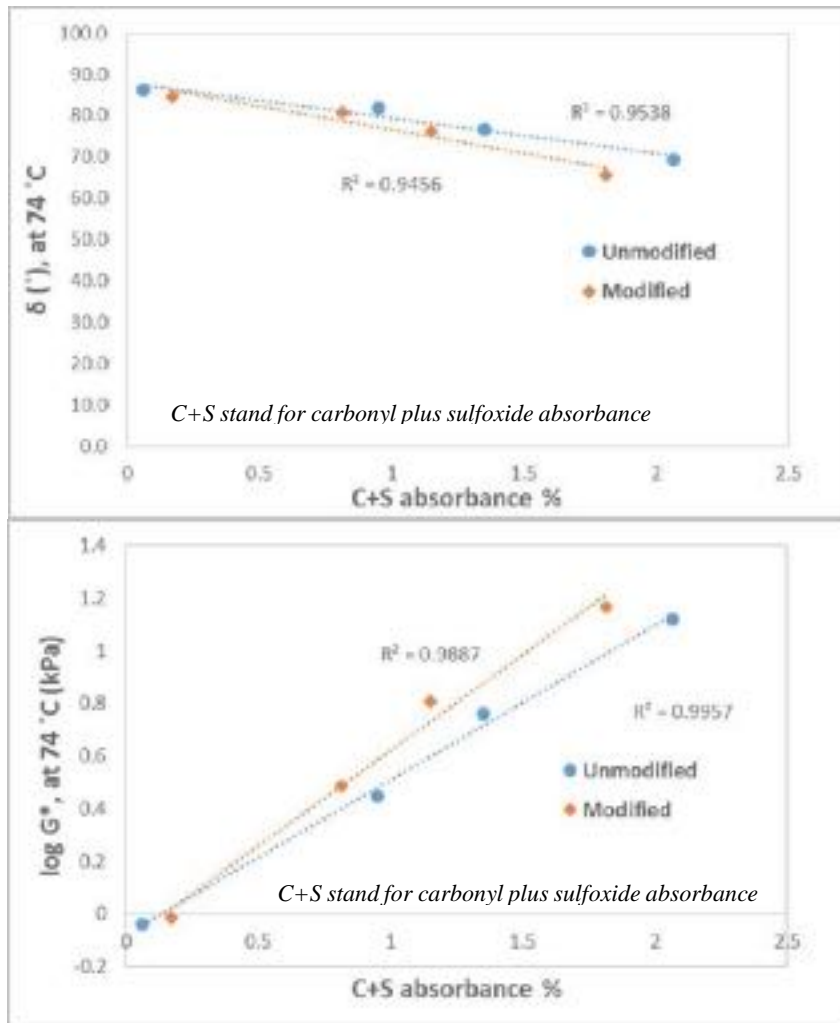 100.0
90.0
80.0
70.0
60.0
50.0
40.0
30.0
20.0
10.0
0.0
δ (˚), at 74 ˚C
R² = 0.9538
R² = 0.9456
Unmodified
Modified
C+S stand for carbonyl plus sulfoxide absorbance
0 0.5 1 1.5 2 2.5
C+S absorbance %
1.4
1.2
1
0.8
0.6
0.4
0.2
0
-0.2
log G*, at 74 ˚C (kPa)
R² = 0.9887
R² = 0.9957
Unmodified
Modified
C+S stand for carbonyl plus sulfoxide absorbance
0 0.5 1 1.5 2 2.5
C+S absorbance %